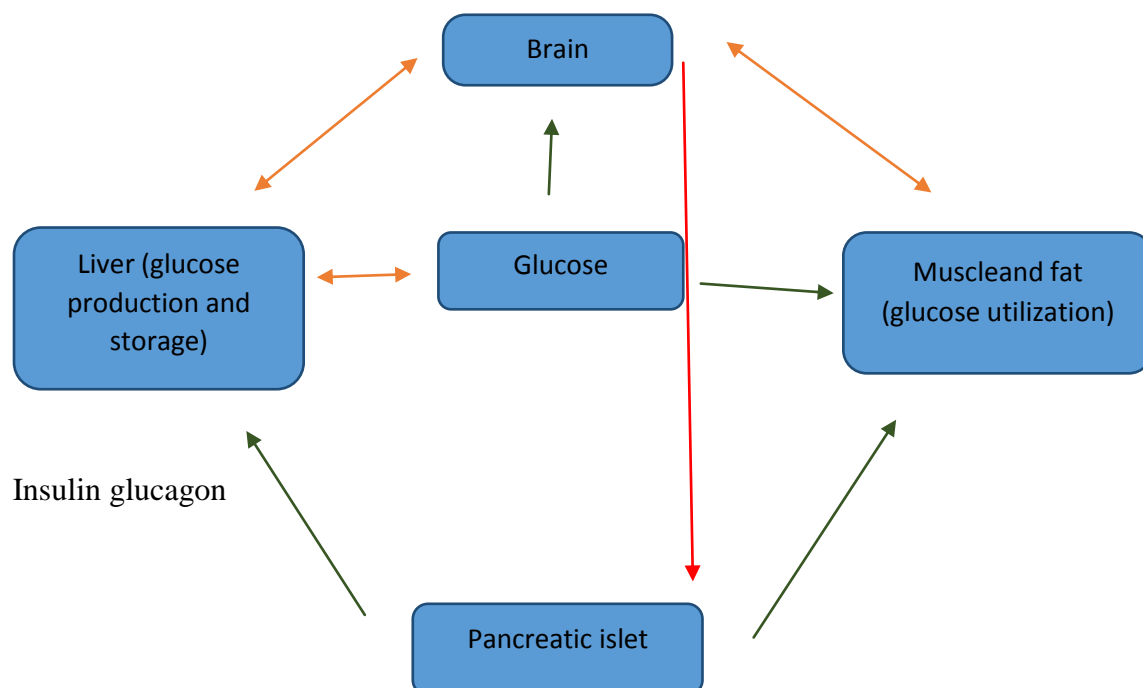 Brain
Liver (glucose
production and
storage)
Glucose
Muscleand fat
(glucose utilization)
Insulin glucagon
Pancreatic islet